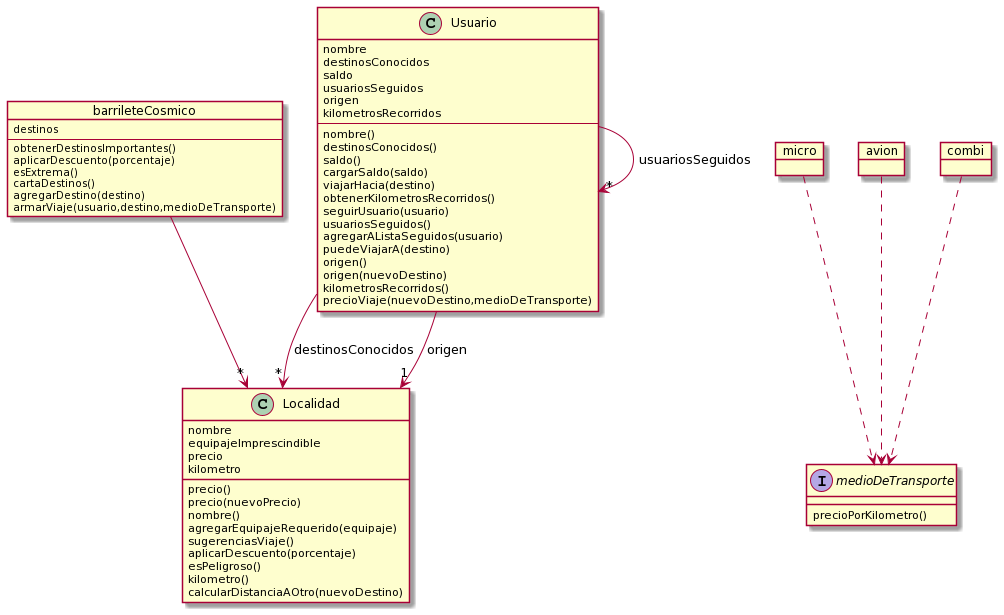 barrileteCosmico
destinos
obtenerDestinosImportantes()
aplicarDescuento(porcentaje)
esExtrema()
cartaDestinos()
agregarDestino(destino)
armarViaje(usuario,destino,medioDeTransporte)
C Usuario
nombre
destinosConocidos
saldo
usuariosSeguidos
origen
kilometrosRecorridos
nombre()
destinosConocidos()
saldo()
cargarSaldo(saldo)
viajarHacia(destino)
obtenerKilometrosRecorridos()
seguirUsuario(usuario)
usuariosSeguidos()
agregarAListaSeguidos(usuario)
puedeViajarA(destino)
origen()
origen(nuevoDestino)
kilometrosRecorridos()
precioViaje(nuevoDestino,medioDeTransporte)
usuariosSeguidos
*
micro
avion
combi
destinosConocidos
origen
*
*
1
C Localidad
nombre
equipajeImprescindible
precio
kilometro
precio()
precio(nuevoPrecio)
nombre()
agregarEquipajeRequerido(equipaje)
sugerenciasViaje()
aplicarDescuento(porcentaje)
esPeligroso()
kilometro()
calcularDistanciaAOtro(nuevoDestino)
I medioDeTransporte
precioPorKilometro()